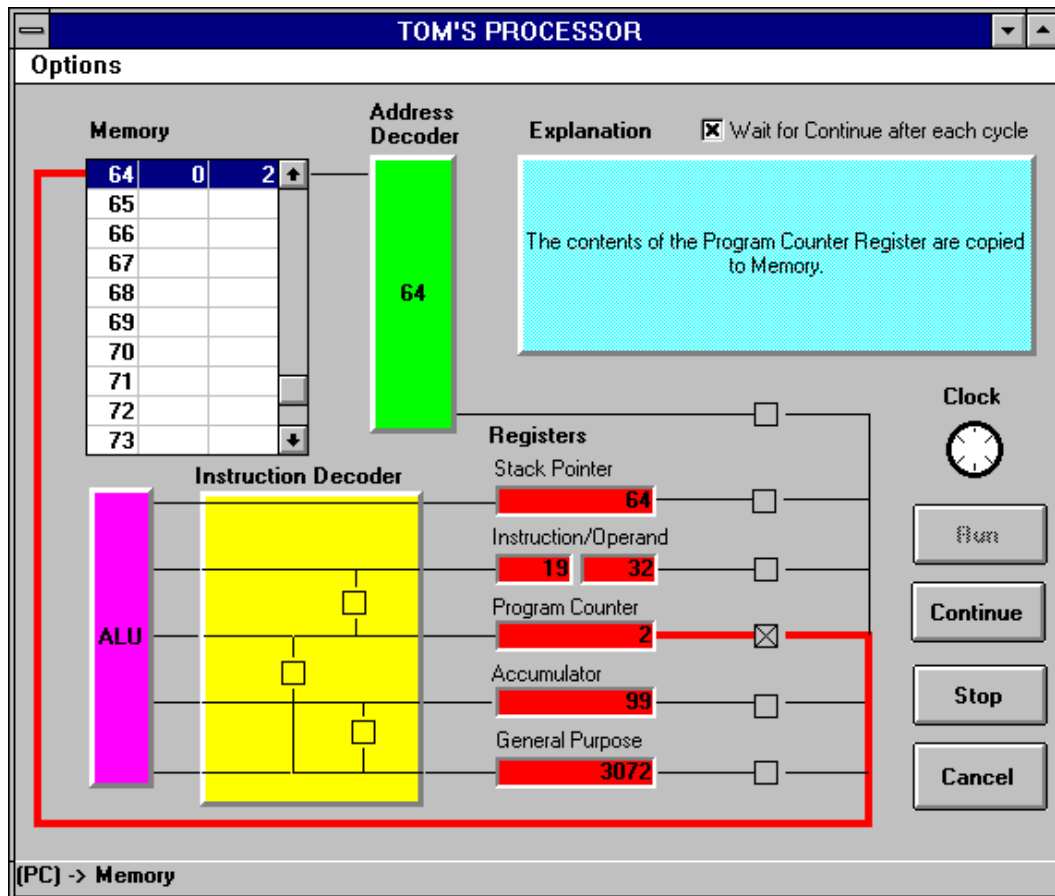 TOM'S PROCESSOR
Options
Memory
Address
Decoder
Explanation
Wait for Continue after each cycle
64 0 2
65
66
67
68
69
70
71
72
73
64
The contents of the Program Counter Register are copied
to Memory.
Clock
Registers
Instruction Decoder
Stack Pointer
64
Instruction/Operand
19 32
Program Counter
2
Accumulator
99
General Purpose
3072
ALU
Run
Continue
Stop
Cancel
(PC) -> Memory